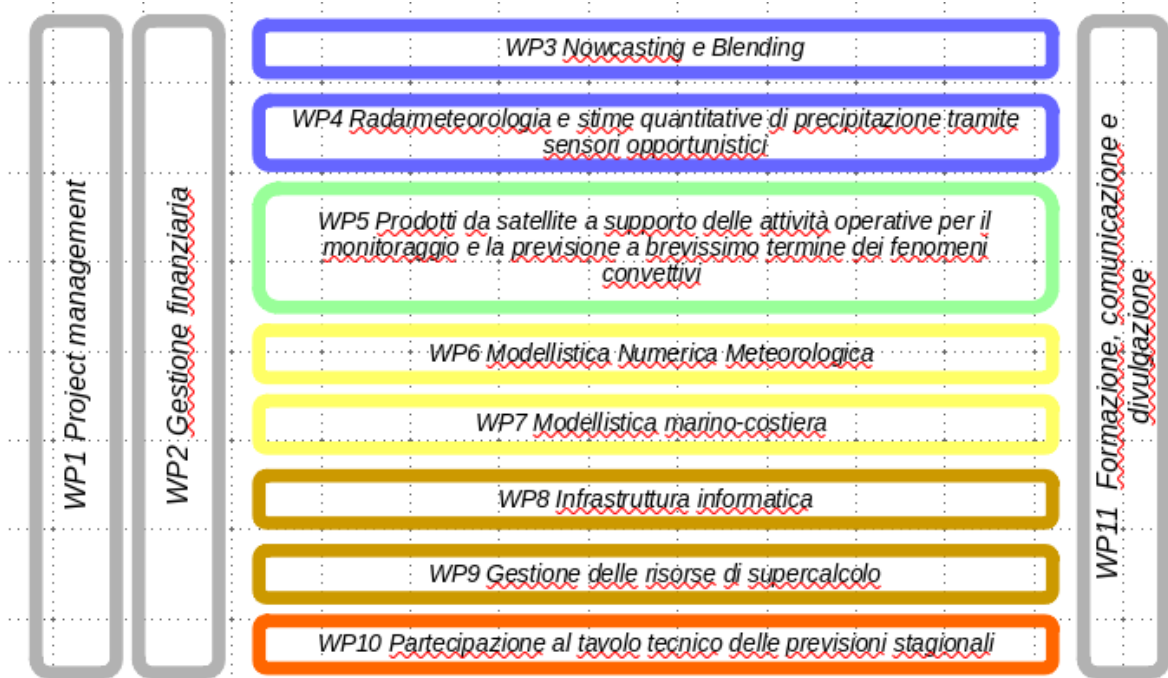 WP1 Project management
WP2 Gestione finanziaria
WP3 Nowcasting e Blending
WP4 Radarmeteorologia e stime quantitative di precipitazione tramite
sensori opportunistici
WP5 Prodotti da satellite a supporto delle attività operative per il
monitoraggio e la previsione a brevissimo termine dei fenomeni
convettivi
WP6 Modellistica Numerica Meteorologica
WP7 Modellistica marino-costiera
WP8 Infrastruttura informatica
WP9 Gestione delle risorse di supercalcolo
WP10 Partecipazione al tavolo tecnico delle previsioni stagionali
WP11 Formazione, comunicazione e
divulgazione